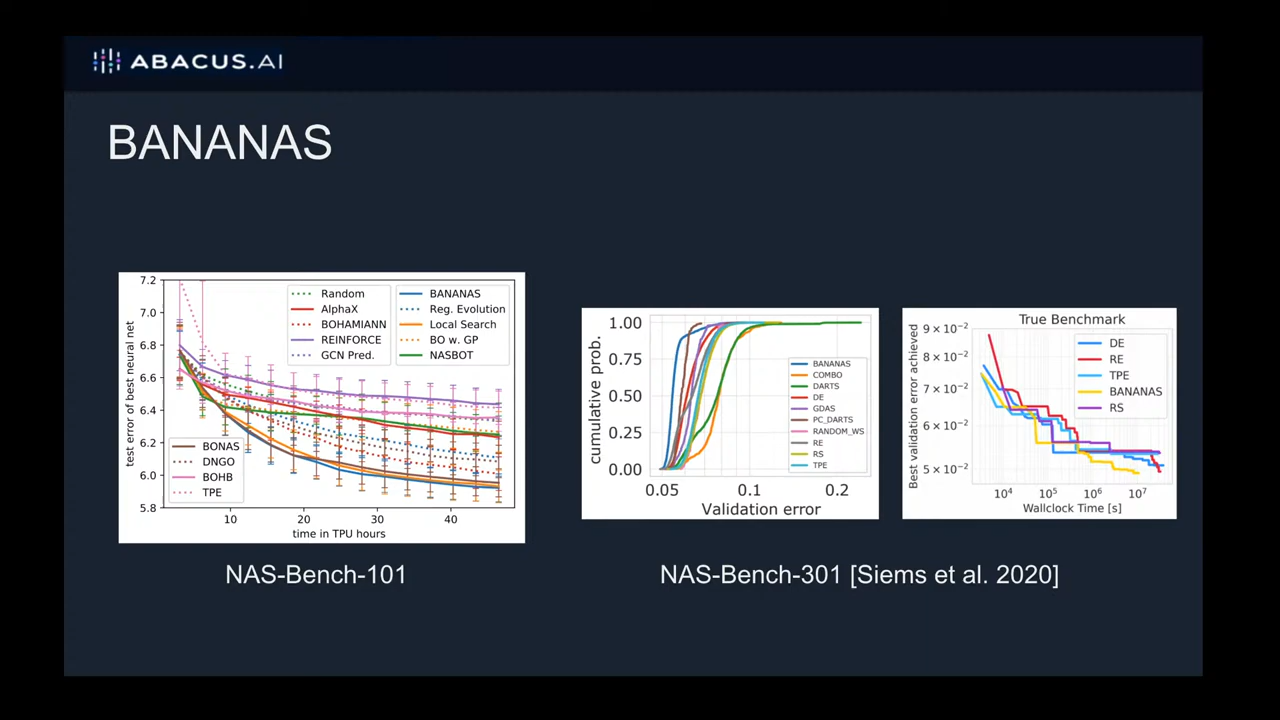 ABACUS.AI
BANANAS
7.2
7.0
6.8
6.6
6.4
6.2
6.0
5.8
test error of best neural net
Random
AlphaX
BOHAMIANN
REINFORCE
GCN Pred.
BANANAS
Reg. Evolution
Local Search
BO w. GP
NASBOT
BONAS
DNGO
BOHB
TPE
10 20 30 40
time in TPU hours
NAS-Bench-101
cumulative prob.
1.00
0.75
0.50
0.25
0.00
BANANAS
COMBO
DARTS
DE
GDAS
PC_DARTS
RANDOM_WS
RE
RS
TPE
0.05 0.1 0.2
Validation error
True Benchmark
Best validation error achieved
9 × 10⁻²
8 × 10⁻²
7 × 10⁻²
6 × 10⁻²
5 × 10⁻²
DE
RE
TPE
BANANAS
RS
10⁴ 10⁵ 10⁶ 10⁷
Wallclock Time [s]
NAS-Bench-301 [Siems et al. 2020]